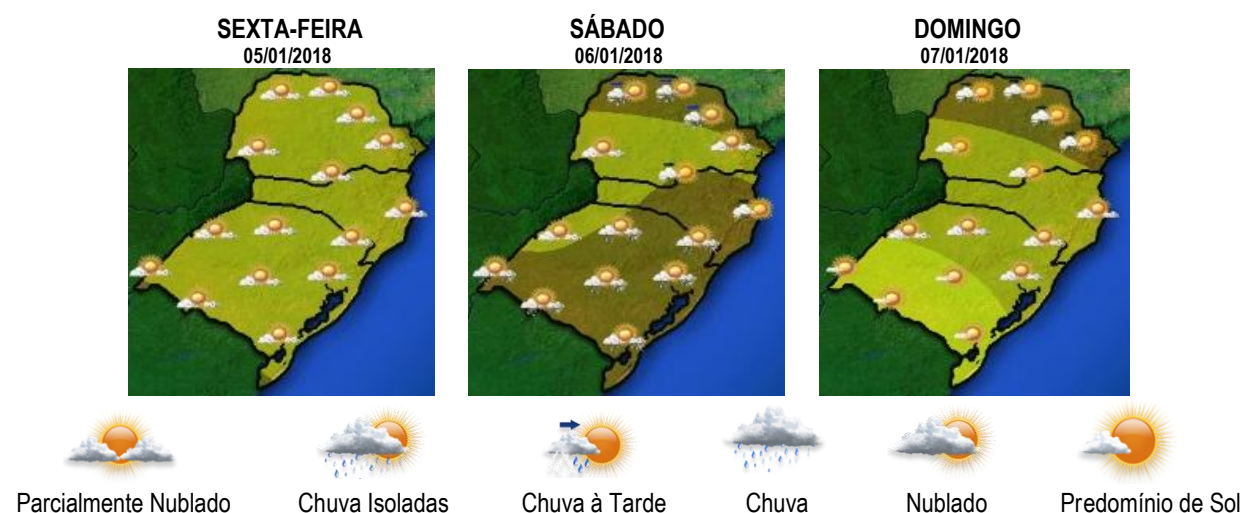 SEXTA-FEIRA
05/01/2018
SÁBADO
06/01/2018
DOMINGO
07/01/2018
Parcialmente Nublado
Chuva Isoladas
Chuva à Tarde
Chuva
Nublado
Predomínio de Sol